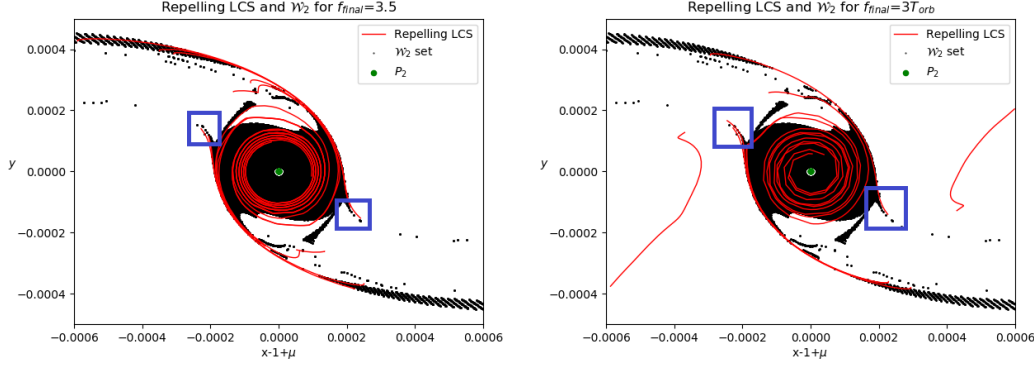 Repelling LCS and 𝒲₂ for f_final=3.5
Repelling LCS
𝒲₂ set
P₂
0.0004
0.0002
0.0000
−0.0002
−0.0004
y
−0.0006 −0.0004 −0.0002 0.0000 0.0002 0.0004 0.0006
x-1+μ
Repelling LCS and 𝒲₂ for f_final=3T_orb
Repelling LCS
𝒲₂ set
P₂
0.0004
0.0002
0.0000
−0.0002
−0.0004
y
−0.0006 −0.0004 −0.0002 0.0000 0.0002 0.0004 0.0006
x-1+μ